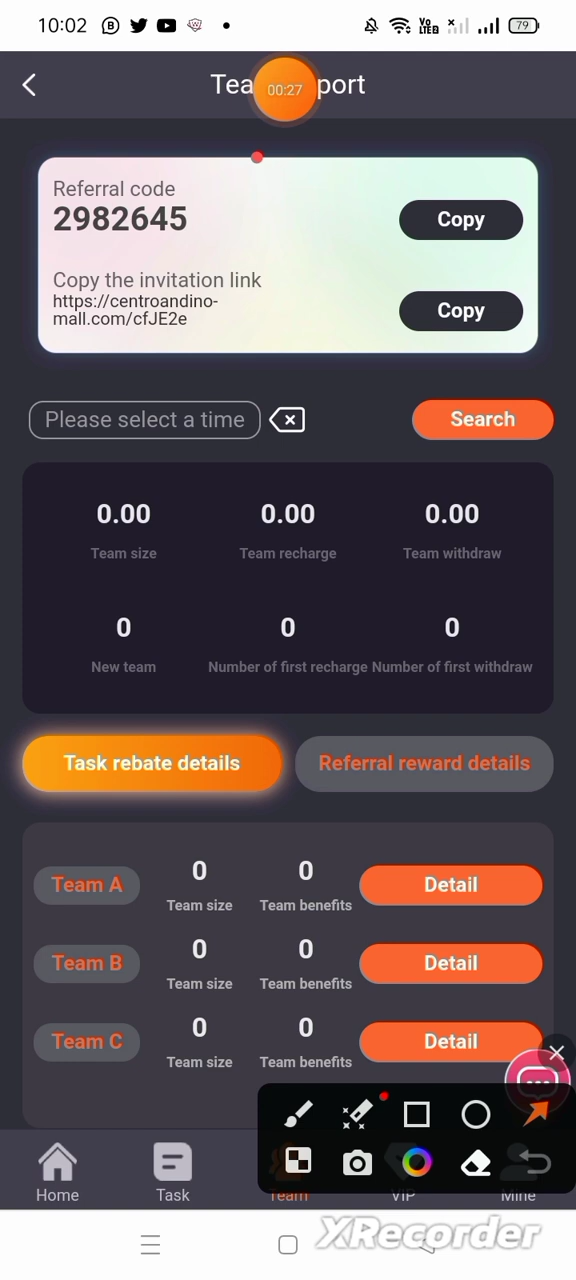 10:02
VoLTE2
79
Tea port
00:27
Referral code
2982645
Copy
Copy the invitation link
https://centroandino-
mall.com/cfJE2e
Copy
Please select a time
Search
0.00 0.00 0.00
Team size Team recharge Team withdraw
0 0 0
New team Number of first recharge Number of first withdraw
Task rebate details Referral reward details
Team A 0 0 Detail
Team size Team benefits
Team B 0 0 Detail
Team size Team benefits
Team C 0 0 Detail
Team size Team benefits
Home Task Team VIP Mine
XRecorder